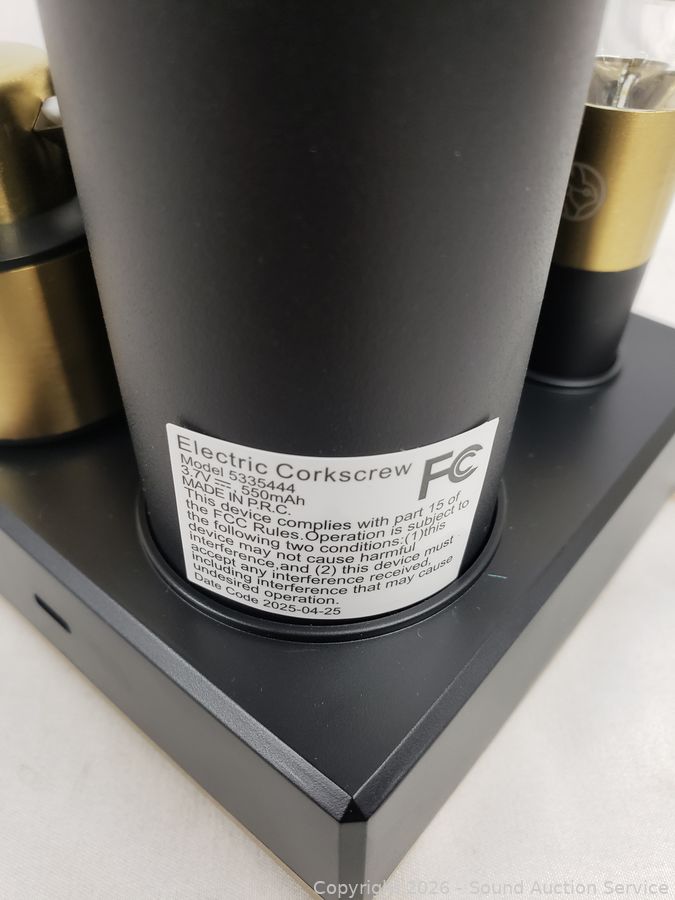 Electric Corkscrew
FC
Model 5335444
3.7V⎓, 550mAh
MADE IN P.R.C.
This device complies with part 15 of
the FCC Rules.Operation is subject to
the following two conditions:(1)this
device may not cause harmful
interference,and (2) this device must
accept any interference received,
including interference that may cause
undesired operation.
Date Code 2025-04-25
Copyright 2026 - Sound Auction Service